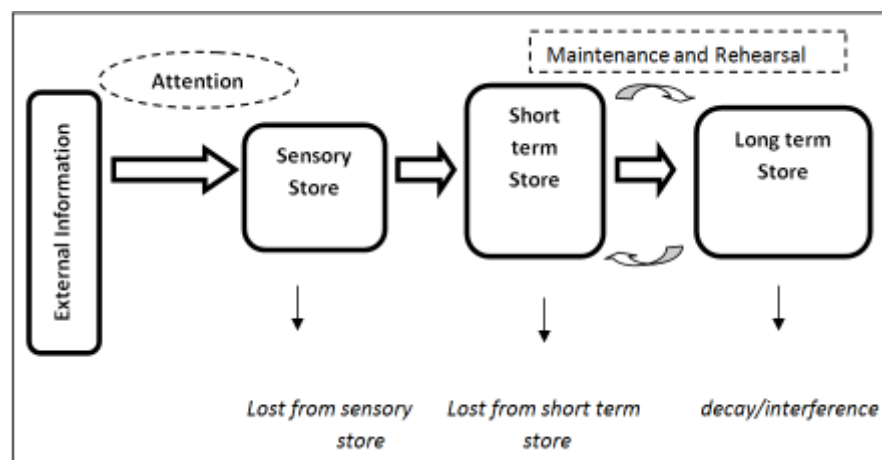 Maintenance and Rehearsal
Attention
External Information
Sensory
Store
Short
term
Store
Long term
Store
Lost from sensory
store
Lost from short term
store
decay/interference